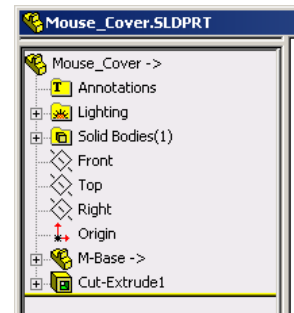 Mouse_Cover.SLDPRT
Mouse_Cover ->
Annotations
Lighting
Solid Bodies(1)
Front
Top
Right
Origin
M-Base ->
Cut-Extrude1